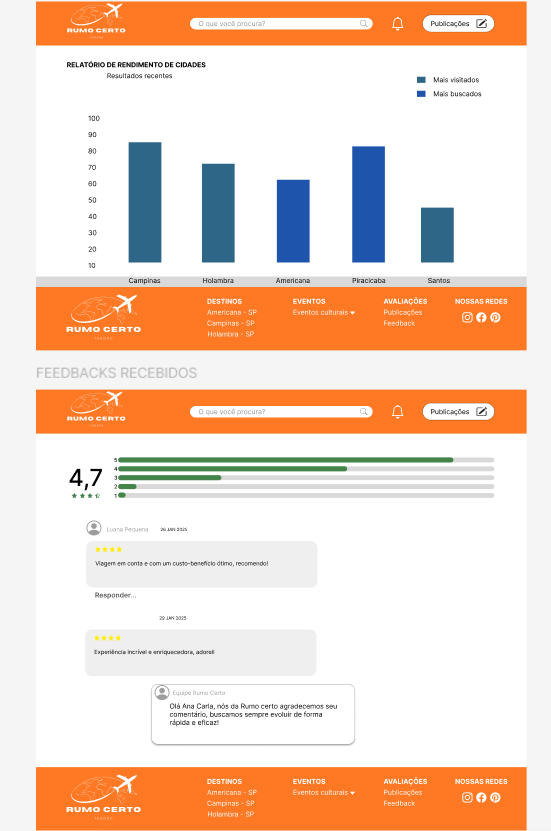 RUMO CERTO
O que você procura?
Publicações
RELATÓRIO DE RENDIMENTO DE CIDADES
Resultados recentes
Mais visitados
Mais buscados
100
90
80
70
60
50
40
30
20
10
Campinas
Holambra
Americana
Piracicaba
Santos
RUMO CERTO
DESTINOS
Americana - SP
Campinas - SP
Holambra - SP
EVENTOS
Eventos culturais
AVALIAÇÕES
Publicações
Feedback
NOSSAS REDES
FEEDBACKS RECEBIDOS
RUMO CERTO
O que você procura?
Publicações
4,7
5
4
3
2
1
Luana Pequena
26 JAN 2025
Viagem em conta e com um custo-benefício ótimo, recomendo!
Responder...
29 JAN 2025
Experiência incrível e enriquecedora, adorei!
Equipe Rumo Certo
Olá Ana Carla, nós da Rumo certo agradecemos seu
comentário, buscamos sempre evoluir de forma
rápida e eficaz!
RUMO CERTO
DESTINOS
Americana - SP
Campinas - SP
Holambra - SP
EVENTOS
Eventos culturais
AVALIAÇÕES
Publicações
Feedback
NOSSAS REDES